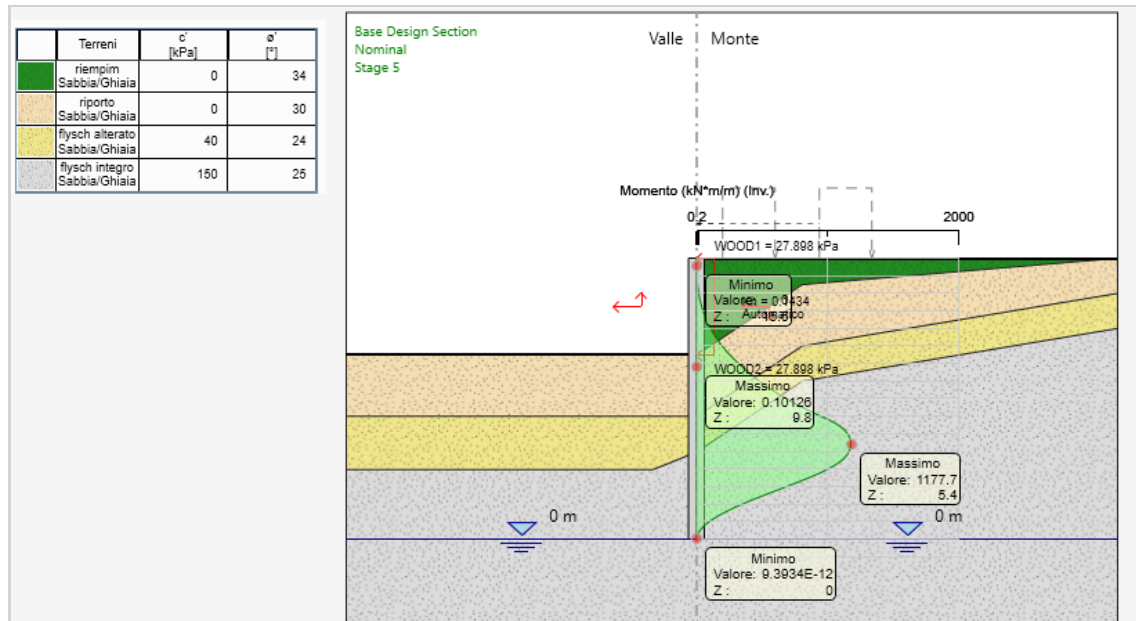 Terreni
c'
[kPa]
ø'
[°]
riempim
Sabbia/Ghiaia
0
34
riporto
Sabbia/Ghiaia
0
30
flysch alterato
Sabbia/Ghiaia
40
24
flysch integro
Sabbia/Ghiaia
150
25
Base Design Section
Nominal
Stage 5
Valle
Monte
Momento (kN*m/m) (Inv.)
2000
WOOD1 = 27.898 kPa
Minimo
Valore:
Z :
Automatico
WOOD2 = 27.898 kPa
Massimo
Valore: 0.10126
Z : 9.8
Massimo
Valore: 1177.7
Z : 5.4
0 m
0 m
Minimo
Valore: 9.3934E-12
Z : 0